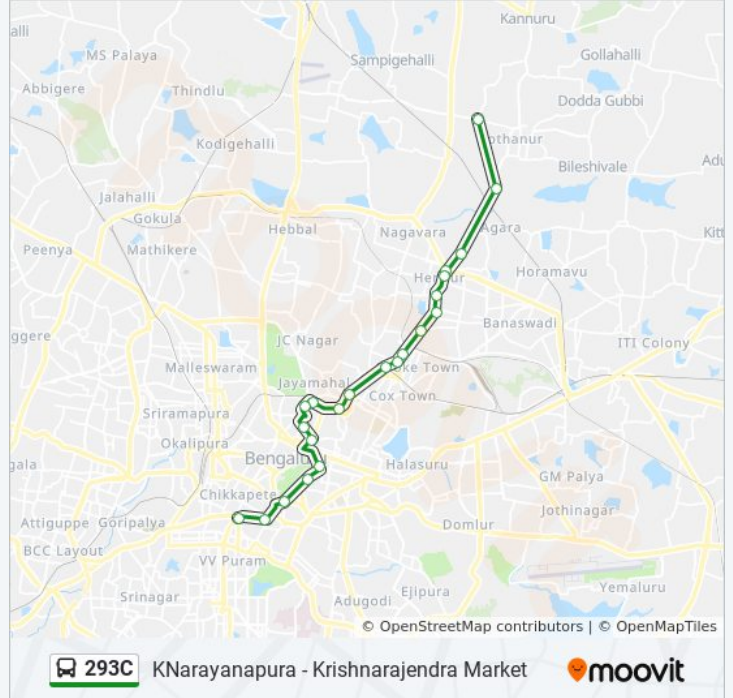 alli
Kannuru
MS Palaya
Sampigehalli
Gollahalli
Abbigere
Thindlu
Dodda Gubbi
othanur
Kodigehalli
Bileshivale
Adu
Jalahalli
Gokula
Hebbal
Nagavara
Agara
Kitt
Peenya
Mathikere
Horamavu
Banaswadi
ggere
JC Nagar
ITI Colony
Malleswaram
oke Town
Jayamahal
Cox Town
Sriramapura
Okalipura
gala
Bengalu
Halasuru
GM Palya
Chikkapete
Jothinagar
Attiguppe
Goripalya
Domlur
BCC Layout
VV Puram
Yemaluru
Srinagar
Ejipura
Adugodi
© OpenStreetMap contributors | © OpenMapTiles
293C KNarayanapura - Krishnarajendra Market moovit